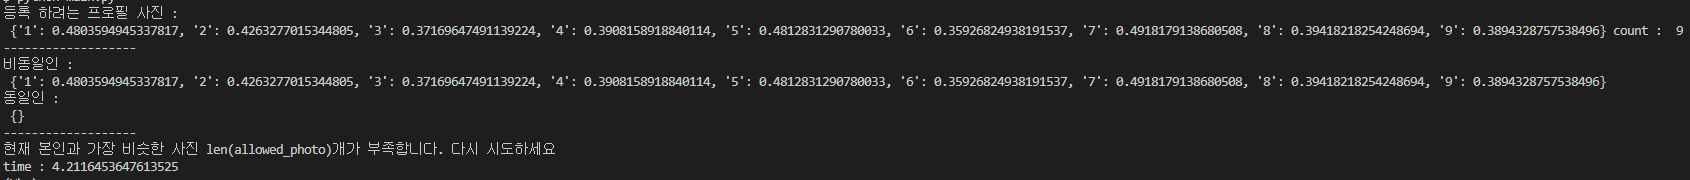 등록 하려는 프로필 사진 :
{'1': 0.4803594945337817, '2': 0.4263277015344805, '3': 0.37169647491139224, '4': 0.3908158918840114, '5': 0.4812831290780033, '6': 0.35926824938191537, '7': 0.4918179138680508, '8': 0.39418218254248694, '9': 0.3894328757538496} count :  9
-------------------
비동일인 :
{'1': 0.4803594945337817, '2': 0.4263277015344805, '3': 0.37169647491139224, '4': 0.3908158918840114, '5': 0.4812831290780033, '6': 0.35926824938191537, '7': 0.4918179138680508, '8': 0.39418218254248694, '9': 0.3894328757538496}
동일인 :
{}
-------------------
현재 본인과 가장 비슷한 사진 len(allowed_photo)개가 부족합니다. 다시 시도하세요
time : 4.2116453647613525